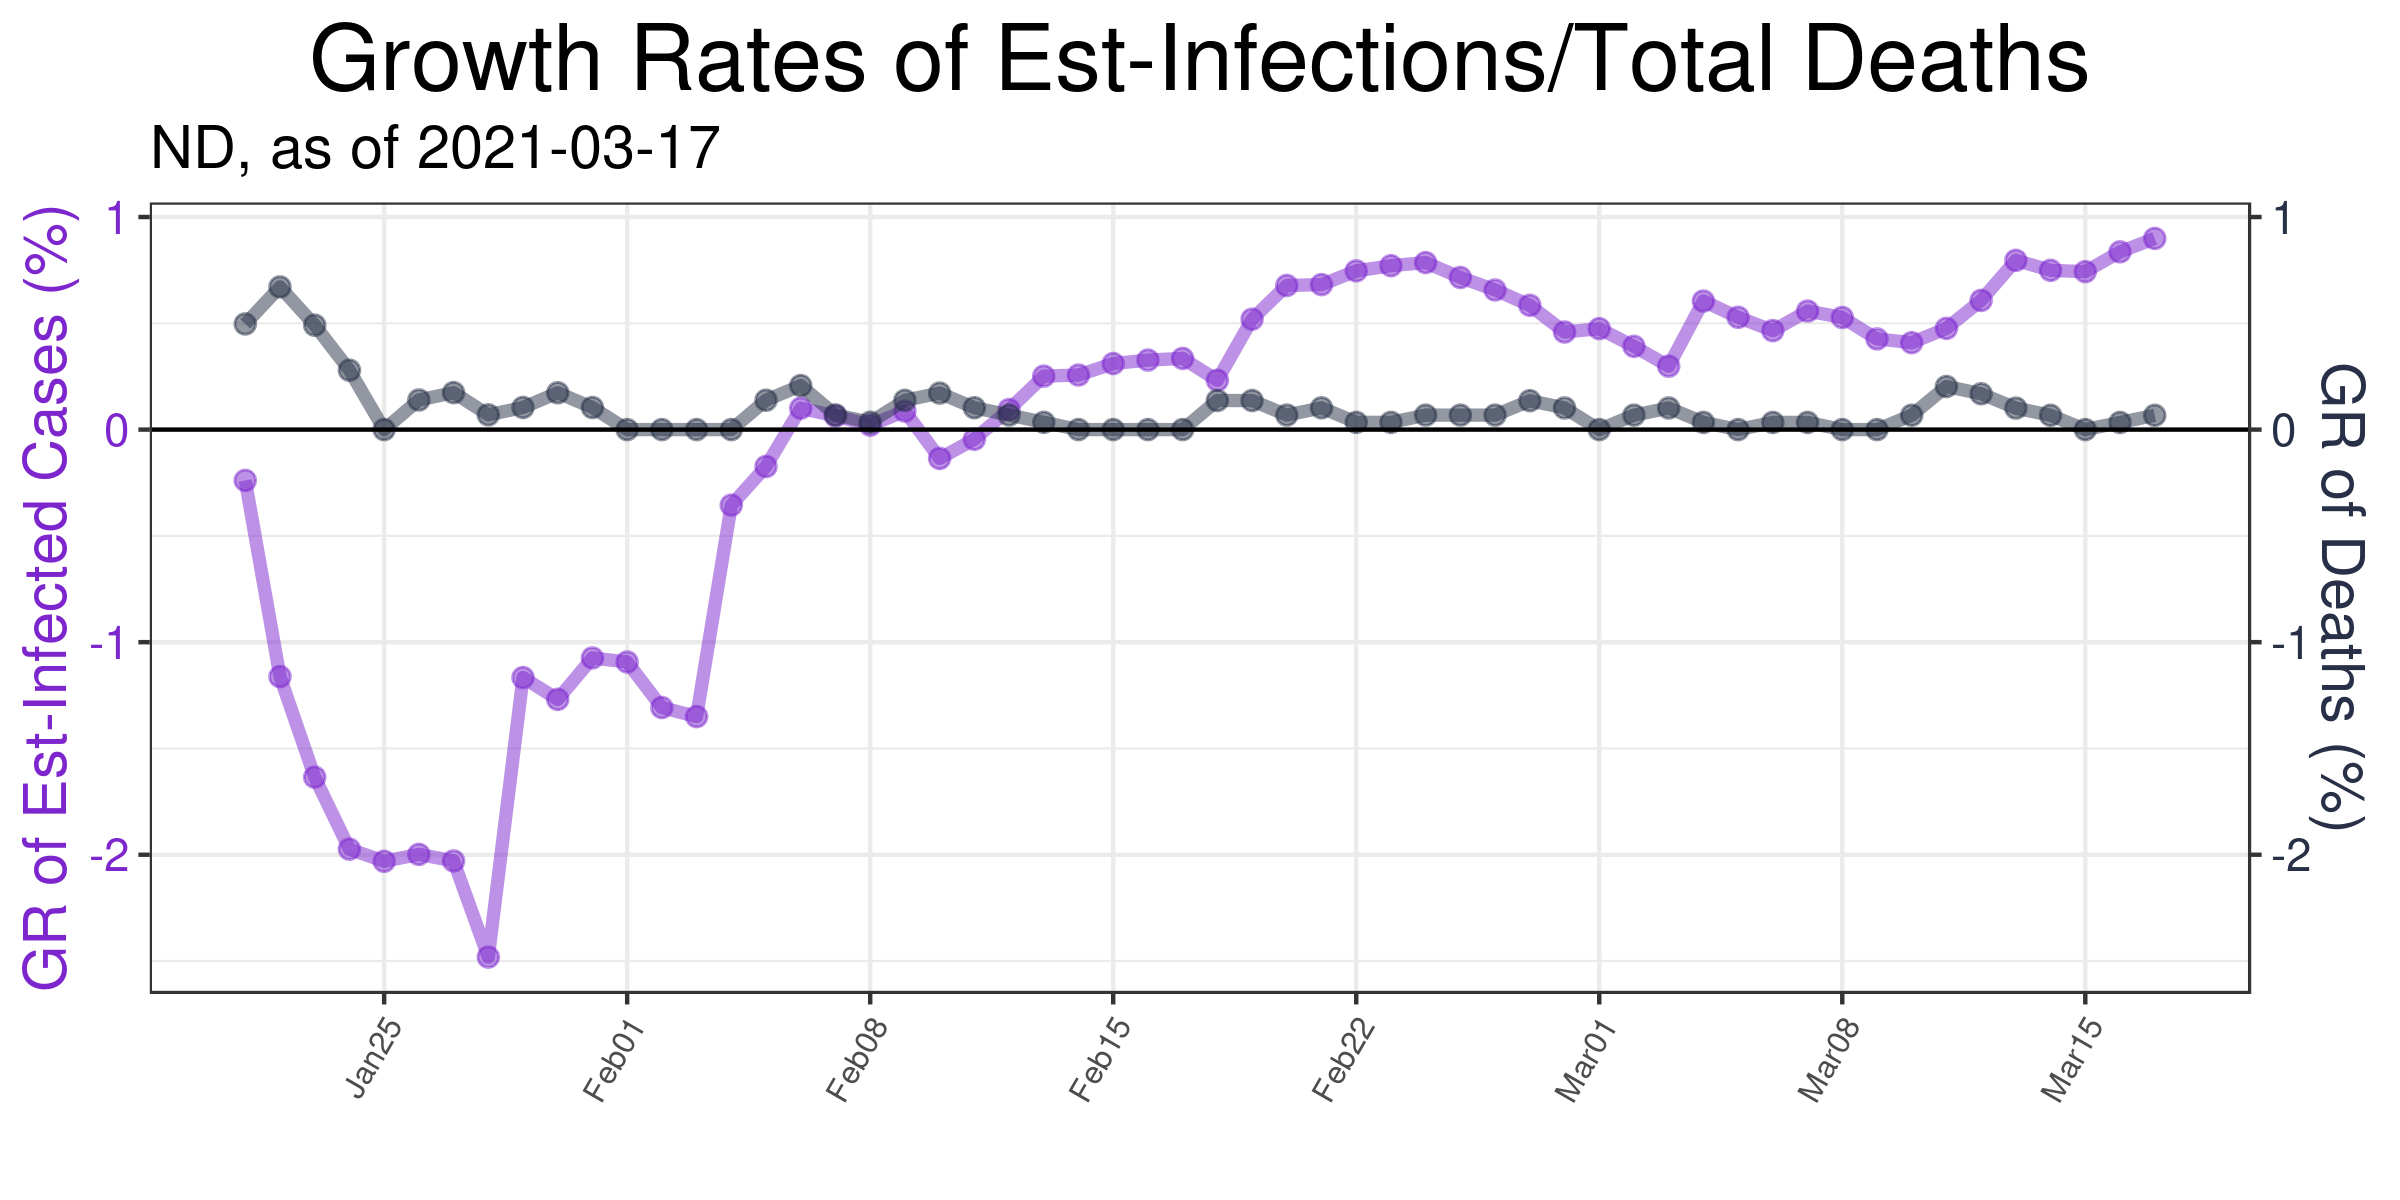 Growth Rates of Est-Infections/Total Deaths
ND, as of 2021-03-17
GR of Est-Infected Cases (%)
1
0
-1
-2
1
0
-1
-2
GR of Deaths (%)
Jan25
Feb01
Feb08
Feb15
Feb22
Mar01
Mar08
Mar15